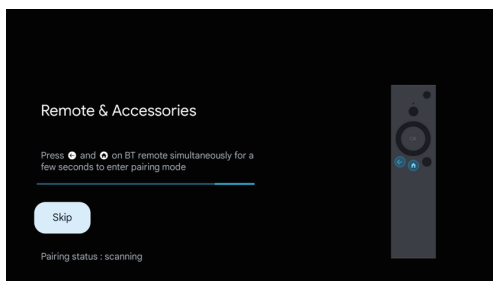 Remote & Accessories
Press and on BT remote simultaneously for a
few seconds to enter pairing mode
Skip
Pairing status : scanning
OK